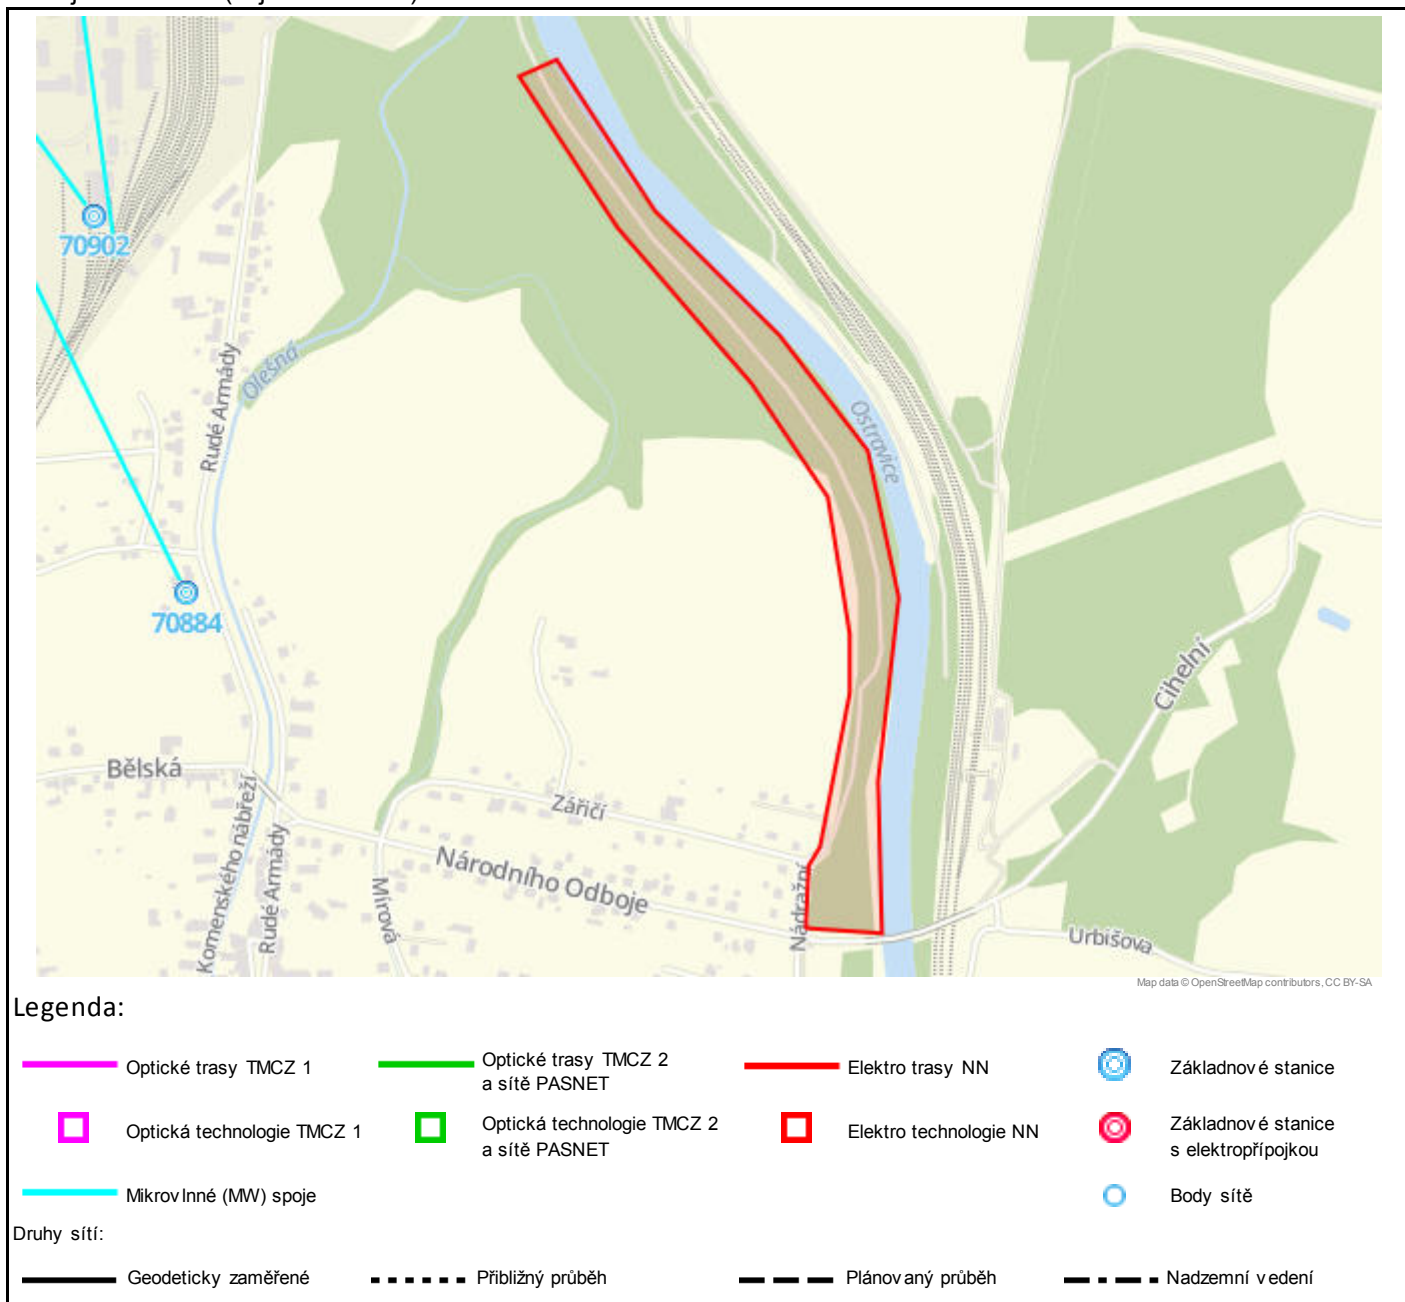 70902
Olešná
Rudé Armády
Ostravice
70884
Cihelní
Bělská
Zářičí
Komenského nábřeží
Rudé Armády
Mírová
Národního Odboje
Nádražní
Urbišova
Map data © OpenStreetMap contributors, CC BY-SA
Legenda:
Optické trasy TMCZ 1
Optické trasy TMCZ 2
a sítě PASNET
Elektro trasy NN
Základnové stanice
Optická technologie TMCZ 1
Optická technologie TMCZ 2
a sítě PASNET
Elektro technologie NN
Základnové stanice
s elektropřípojkou
Mikrovlnné (MW) spoje
Body sítě
Druhy sítí:
Geodeticky zaměřené
Přibližný průběh
Plánovaný průběh
Nadzemní vedení